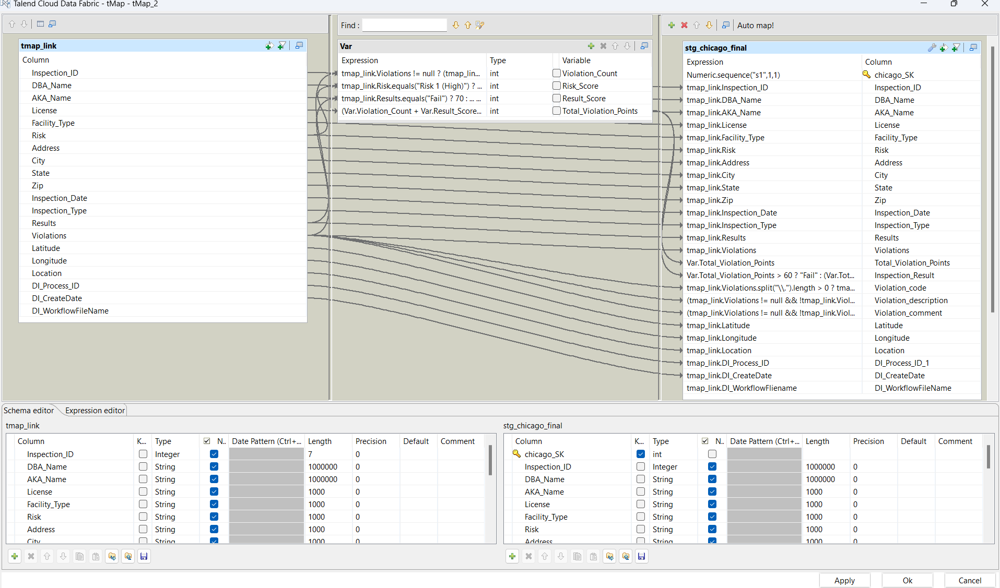 Talend Cloud Data Fabric - tMap - tMap_2
Find :
Auto map!
tmap_link
Column
Inspection_ID
DBA_Name
AKA_Name
License
Facility_Type
Risk
Address
City
State
Zip
Inspection_Date
Inspection_Type
Results
Violations
Latitude
Longitude
Location
DI_Process_ID
DI_CreateDate
DI_WorkflowFileName
Var
Expression Type Variable
tmap_link.Violations != null ? (tmap_lin... int Violation_Count
tmap_link.Risk.equals("Risk 1 (High)") ? ... int Risk_Score
tmap_link.Results.equals("Fail") ? 70 : ... ... int Result_Score
(Var.Violation_Count + Var.Result_Score... int Total_Violation_Points
stg_chicago_final
Expression Column
Numeric.sequence("s1",1,1) chicago_SK
tmap_link.Inspection_ID Inspection_ID
tmap_link.DBA_Name DBA_Name
tmap_link.AKA_Name AKA_Name
tmap_link.License License
tmap_link.Facility_Type Facility_Type
tmap_link.Risk Risk
tmap_link.Address Address
tmap_link.City City
tmap_link.State State
tmap_link.Zip Zip
tmap_link.Inspection_Date Inspection_Date
tmap_link.Inspection_Type Inspection_Type
tmap_link.Results Results
tmap_link.Violations Violations
Var.Total_Violation_Points Total_Violation_Points
Var.Total_Violation_Points > 60 ? "Fail" : (Var.Tot... Inspection_Result
tmap_link.Violations.split("\\.").length > 0 ? tma... Violation_code
(tmap_link.Violations != null && !tmap_link.Viol... Violation_description
(tmap_link.Violations != null && !tmap_link.Viol... Violation_comment
tmap_link.Latitude Latitude
tmap_link.Longitude Longitude
tmap_link.Location Location
tmap_link.DI_Process_ID DI_Process_ID_1
tmap_link.DI_CreateDate DI_CreateDate
tmap_link.DI_WorkflowFliename DI_WorkflowFileName
Schema editor Expression editor
tmap_link
Column K... Type N.. Date Pattern (Ctrl+... Length Precision Default Comment
Inspection_ID Integer 7 0
DBA_Name String 1000000 0
AKA_Name String 1000000 0
License String 1000 0
Facility_Type String 1000 0
Risk String 1000 0
Address String 1000 0
City String 1000 0
stg_chicago_final
Column K... Type N.. Date Pattern (Ctrl+... Length Precision Default Comment
chicago_SK int
Inspection_ID Integer 1000000 0
DBA_Name String 1000000 0
AKA_Name String 1000 0
License String 1000 0
Facility_Type String 1000 0
Risk String 1000 0
Address String 1000 0
Apply Ok Cancel